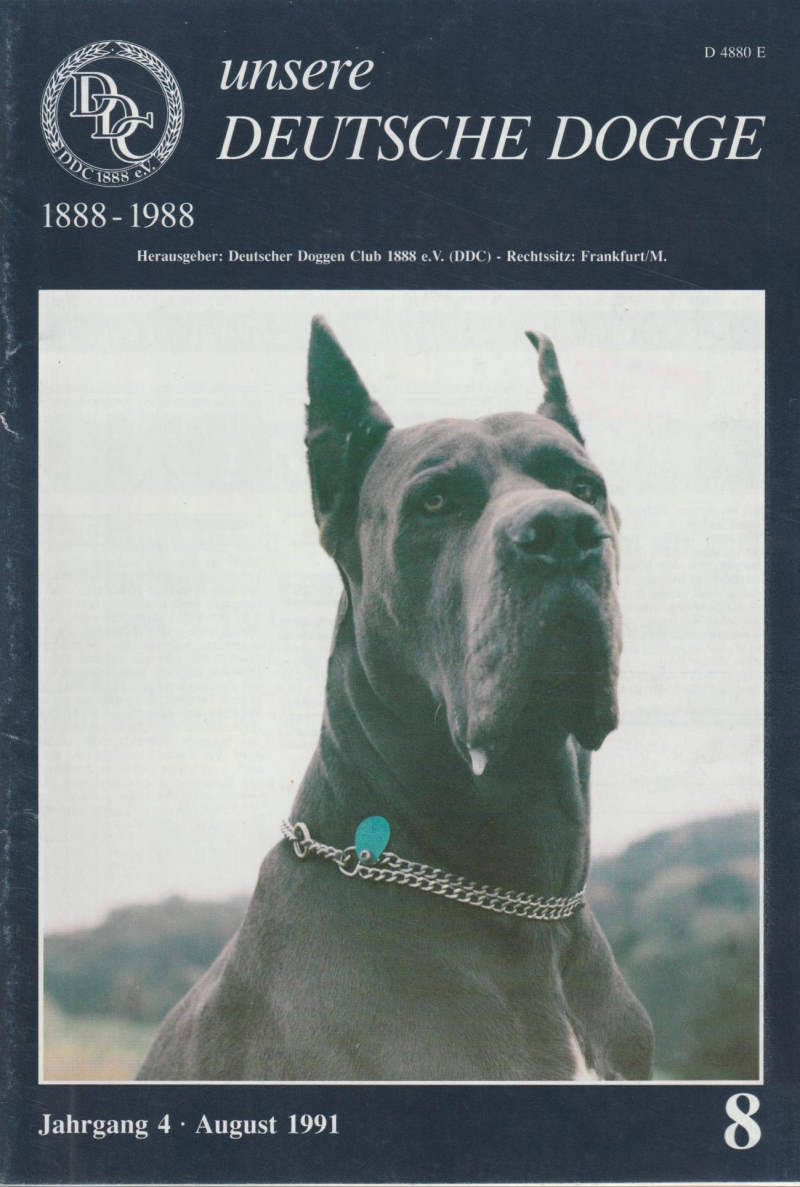 D 4880 E
DDC
DDC 1888 e.V.
unsere
DEUTSCHE DOGGE
1888 - 1988
Herausgeber: Deutscher Doggen Club 1888 e.V. (DDC) - Rechtssitz: Frankfurt/M.
Jahrgang 4 · August 1991
8